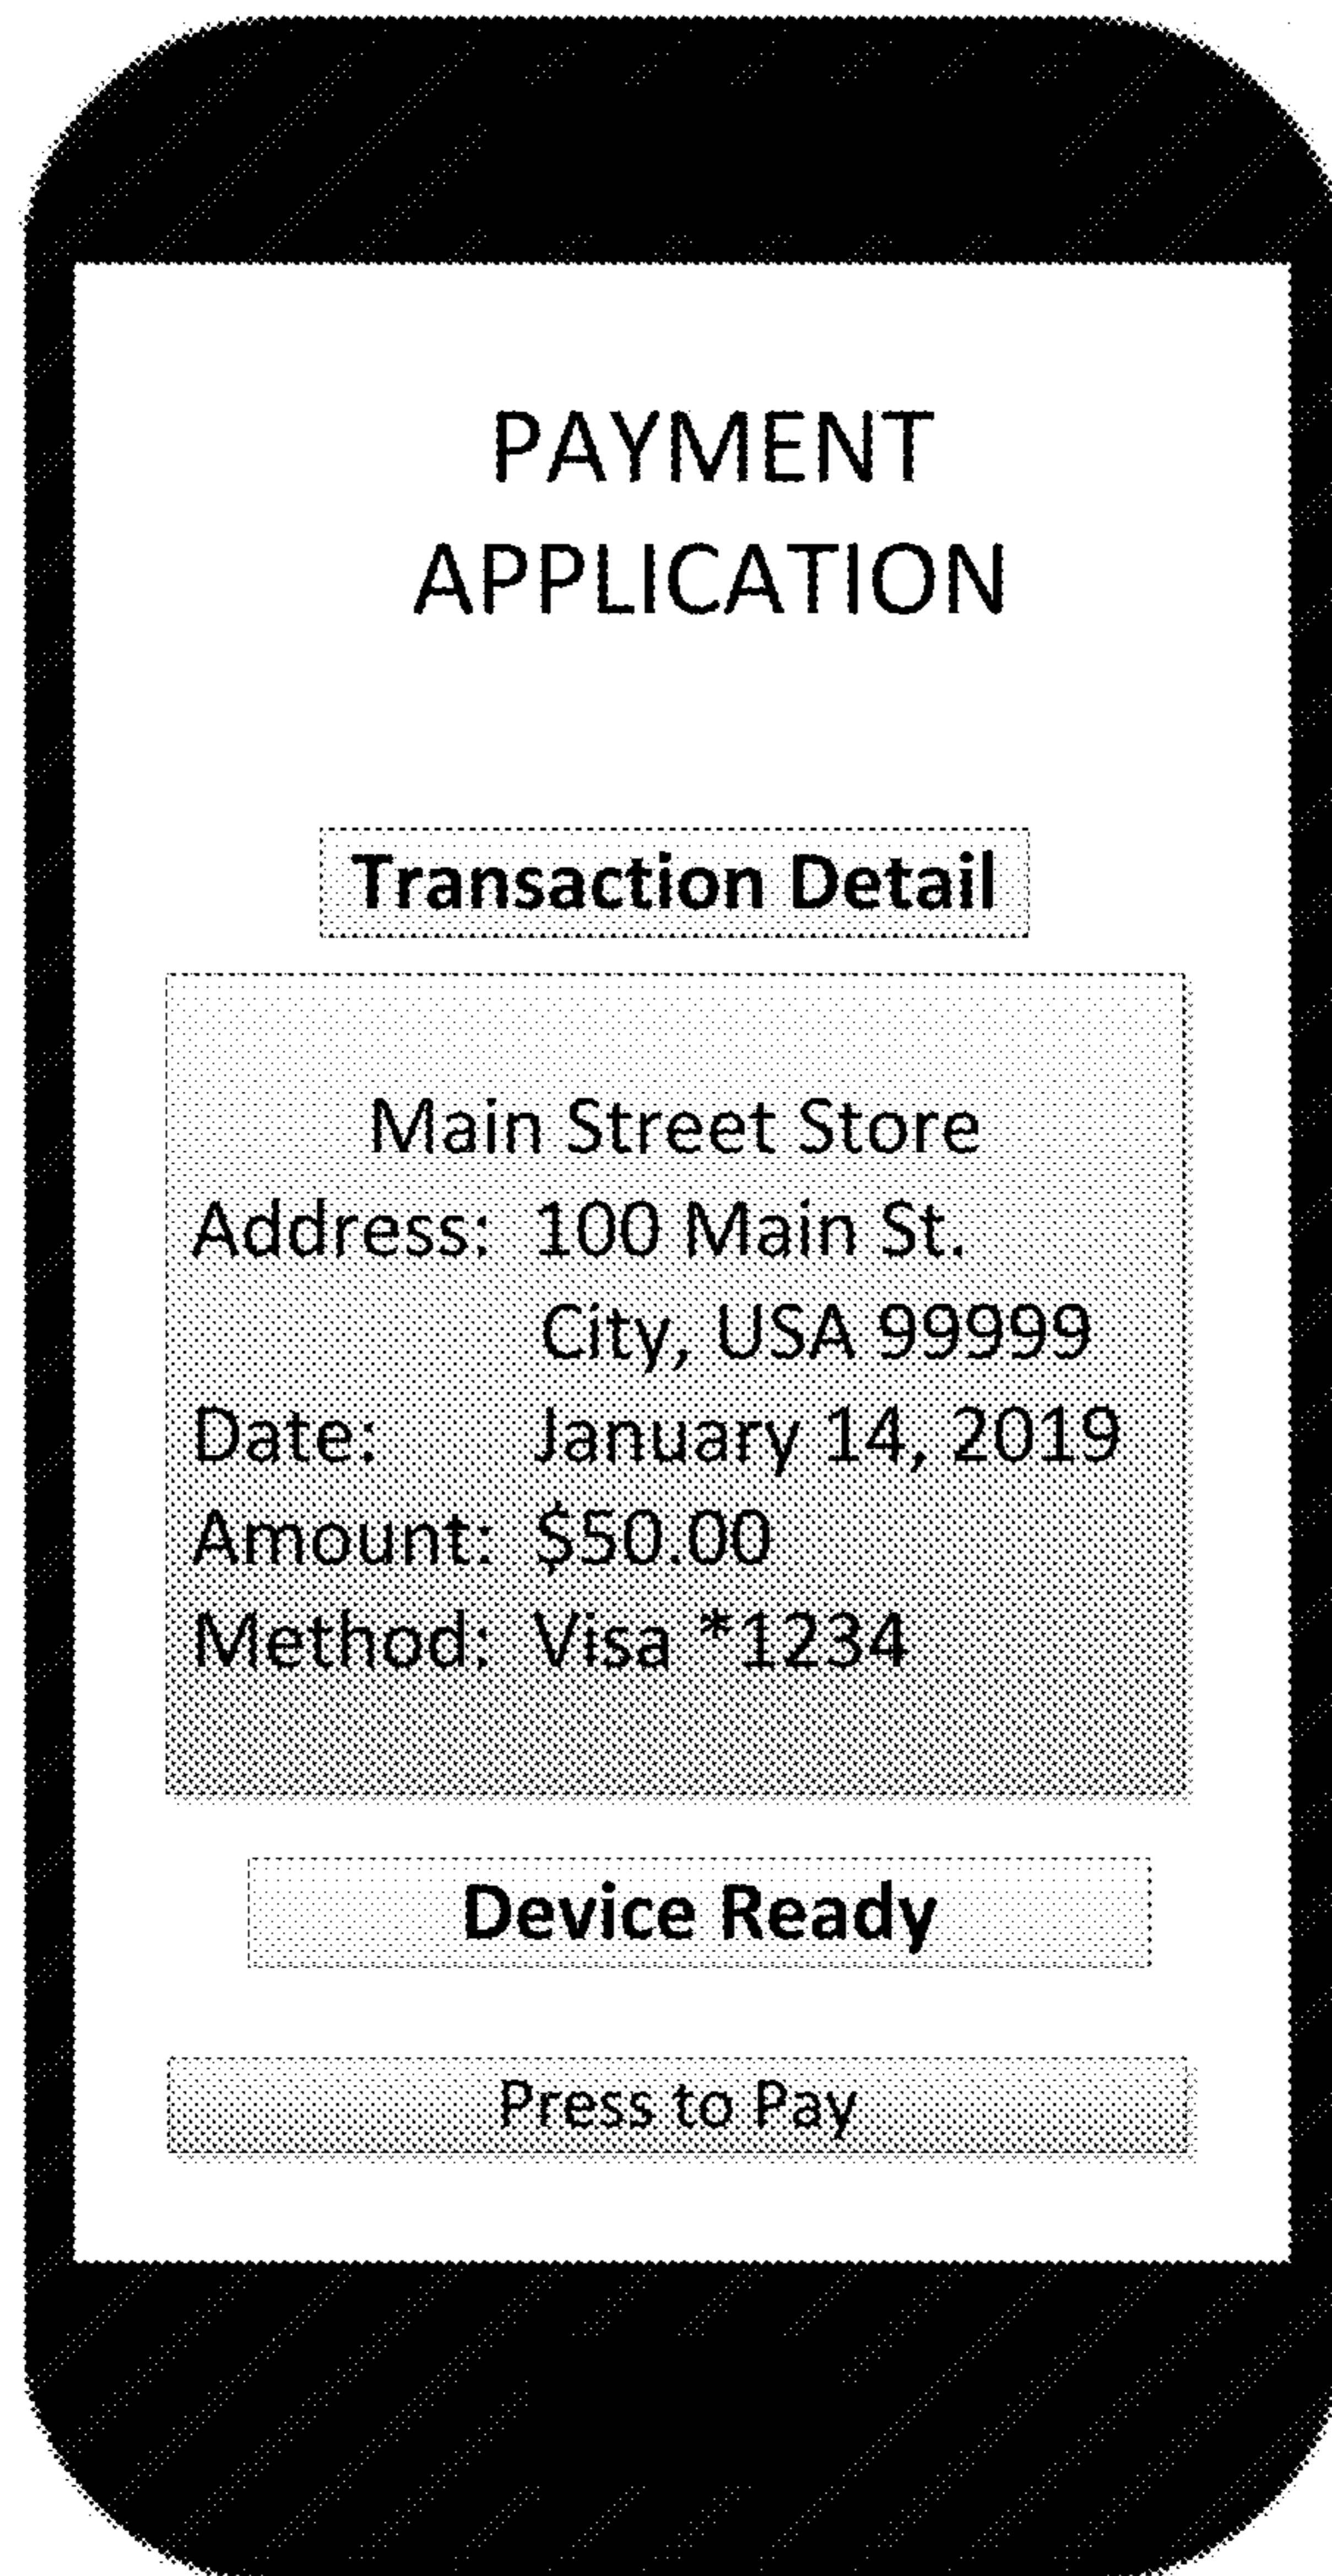 PAYMENT
APPLICATION
Transaction Detail
Main Street Store
Address: 100 Main St.
City, USA 99999
Date: January 14, 2019
Amount: $50.00
Method: Visa *1234
Device Ready
Press to Pay